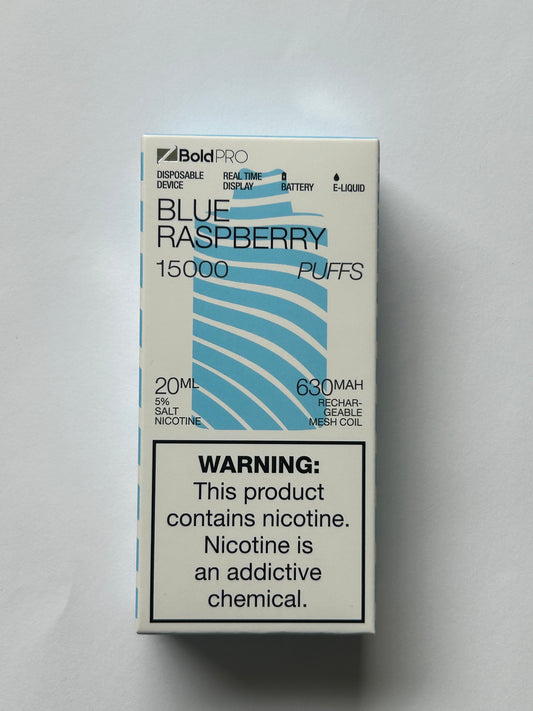 BoldPRO
DISPOSABLE DEVICE
REAL TIME DISPLAY
BATTERY
E-LIQUID
BLUE
RASPBERRY
15000 PUFFS
20ML
5%
SALT
NICOTINE
630MAH
RECHAR-
GEABLE
MESH COIL
WARNING:
This product
contains nicotine.
Nicotine is
an addictive
chemical.